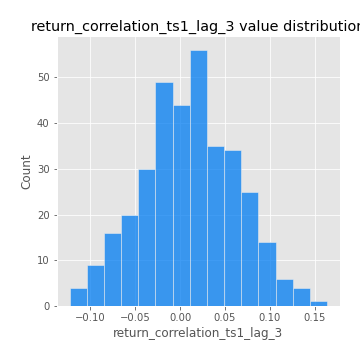 return_correlation_ts1_lag_3 value distribution
Count
50
40
30
20
10
0
−0.10 −0.05 0.00 0.05 0.10 0.15
return_correlation_ts1_lag_3